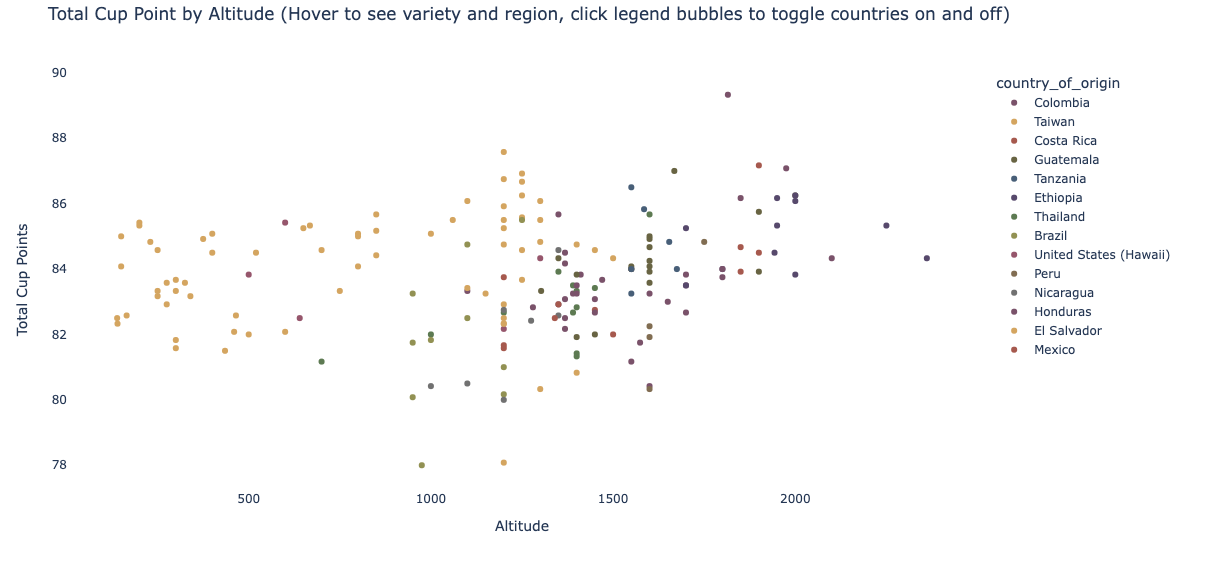 Total Cup Point by Altitude (Hover to see variety and region, click legend bubbles to toggle countries on and off)
90
88
86
84
82
80
78
Total Cup Points
500
1000
1500
2000
Altitude
country_of_origin
Colombia
Taiwan
Costa Rica
Guatemala
Tanzania
Ethiopia
Thailand
Brazil
United States (Hawaii)
Peru
Nicaragua
Honduras
El Salvador
Mexico